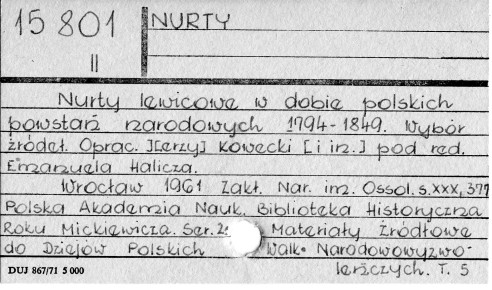 15 801
II
NURTY
Nurty lewicowe w dobie polskich
powstań narodowych 1794-1849. Wybór
źródeł. Oprac. J[erzy] Kowecki [i in.] pod red.
Emanuela Halicza.
Wrocław 1961 Zakł. Nar. im. Ossol. s. XXX, 377
Polska Akademia Nauk. Biblioteka Historyczna
Roku Mickiewicza. Ser. 2. Materiały Źródłowe
do Dziejów Polskich Walk Narodowowyzwo-
leńczych. T. 5
DUJ 867/71 5 000